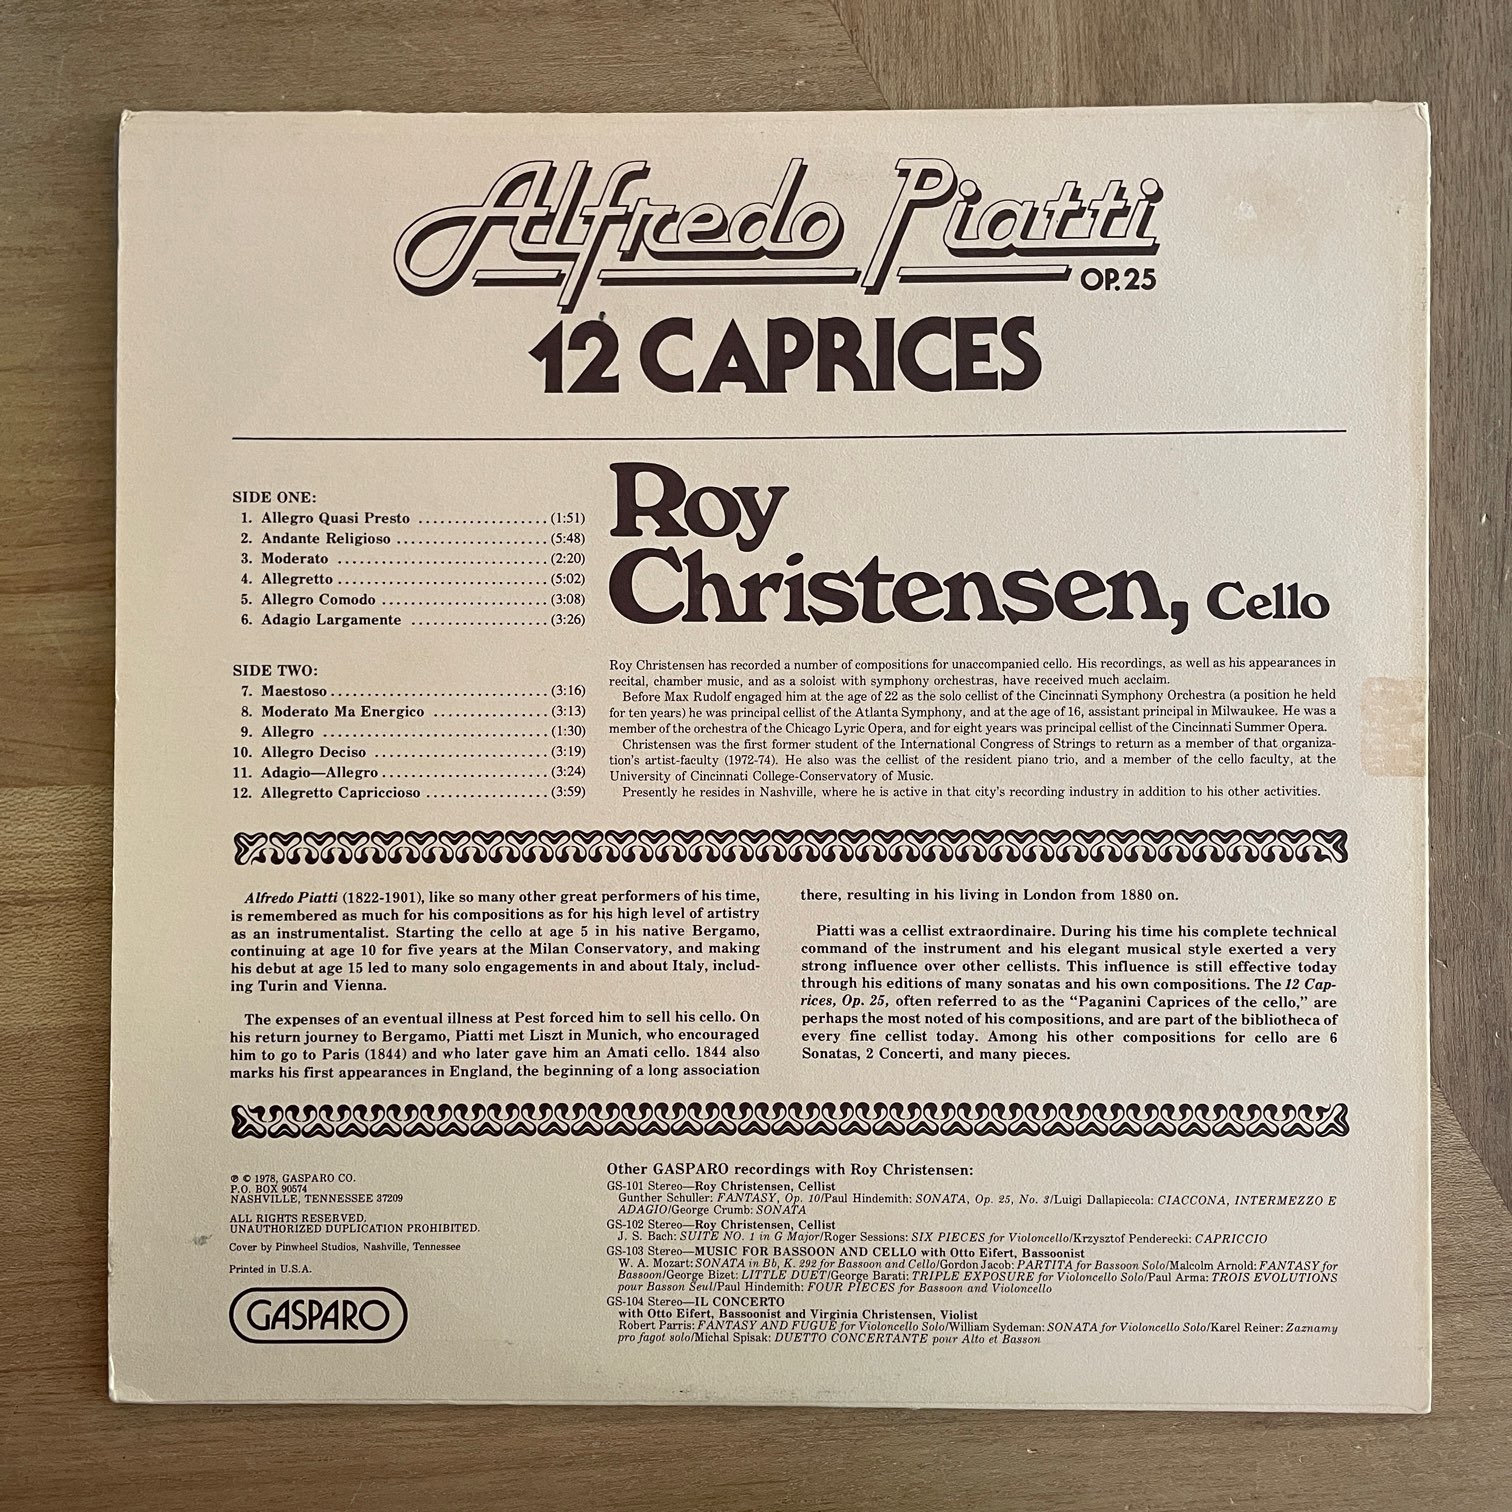 Alfredo Piatti
OP. 25
12 CAPRICES
SIDE ONE:
1. Allegro Quasi Presto .................. (1:51)
2. Andante Religioso ..................... (5:48)
3. Moderato ............................. (2:20)
4. Allegretto ............................. (5:02)
5. Allegro Comodo ....................... (3:08)
6. Adagio Largamente ................... (3:26)
SIDE TWO:
7. Maestoso .............................. (3:16)
8. Moderato Ma Energico ................ (3:13)
9. Allegro ............................... (1:30)
10. Allegro Deciso ........................ (3:19)
11. Adagio—Allegro ....................... (3:24)
12. Allegretto Capriccioso ................. (3:59)
Roy
Christensen, Cello
Roy Christensen has recorded a number of compositions for unaccompanied cello. His recordings, as well as his appearances in
recital, chamber music, and as a soloist with symphony orchestras, have received much acclaim.
Before Max Rudolf engaged him at the age of 22 as the solo cellist of the Cincinnati Symphony Orchestra (a position he held
for ten years) he was principal cellist of the Atlanta Symphony, and at the age of 16, assistant principal in Milwaukee. He was a
member of the orchestra of the Chicago Lyric Opera, and for eight years was principal cellist of the Cincinnati Summer Opera.
Christensen was the first former student of the International Congress of Strings to return as a member of that organiza-
tion's artist-faculty (1972-74). He also was the cellist of the resident piano trio, and a member of the cello faculty, at the
University of Cincinnati College-Conservatory of Music.
Presently he resides in Nashville, where he is active in that city's recording industry in addition to his other activities.
Alfredo Piatti (1822-1901), like so many other great performers of his time,
is remembered as much for his compositions as for his high level of artistry
as an instrumentalist. Starting the cello at age 5 in his native Bergamo,
continuing at age 10 for five years at the Milan Conservatory, and making
his debut at age 15 led to many solo engagements in and about Italy, includ-
ing Turin and Vienna.
The expenses of an eventual illness at Pest forced him to sell his cello. On
his return journey to Bergamo, Piatti met Liszt in Munich, who encouraged
him to go to Paris (1844) and who later gave him an Amati cello. 1844 also
marks his first appearances in England, the beginning of a long association
there, resulting in his living in London from 1880 on.
Piatti was a cellist extraordinaire. During his time his complete technical
command of the instrument and his elegant musical style exerted a very
strong influence over other cellists. This influence is still effective today
through his editions of many sonatas and his own compositions. The 12 Cap-
rices, Op. 25, often referred to as the “Paganini Caprices of the cello,” are
perhaps the most noted of his compositions, and are part of the bibliotheca of
every fine cellist today. Among his other compositions for cello are 6
Sonatas, 2 Concerti, and many pieces.
℗ © 1978, GASPARO CO.
P.O. BOX 90574
NASHVILLE, TENNESSEE 37209
ALL RIGHTS RESERVED.
UNAUTHORIZED DUPLICATION PROHIBITED.
Cover by Pinwheel Studios, Nashville, Tennessee
Printed in U.S.A.
GASPARO
Other GASPARO recordings with Roy Christensen:
GS-101 Stereo—Roy Christensen, Cellist
Gunther Schuller: FANTASY, Op. 10/Paul Hindemith: SONATA, Op. 25, No. 3/Luigi Dallapiccola: CIACCONA, INTERMEZZO E
ADAGIO/George Crumb: SONATA
GS-102 Stereo—Roy Christensen, Cellist
J. S. Bach: SUITE NO. 1 in G Major/Roger Sessions: SIX PIECES for Violoncello/Krzysztof Penderecki: CAPRICCIO
GS-103 Stereo—MUSIC FOR BASSOON AND CELLO with Otto Eifert, Bassoonist
W. A. Mozart: SONATA in Bb, K. 292 for Bassoon and Cello/Gordon Jacob: PARTITA for Bassoon Solo/Malcolm Arnold: FANTASY for
Bassoon/George Bizet: LITTLE DUET/George Barati: TRIPLE EXPOSURE for Violoncello Solo/Paul Arma: TROIS EVOLUTIONS
pour Basson Seul/Paul Hindemith: FOUR PIECES for Bassoon and Violoncello
GS-104 Stereo—IL CONCERTO
with Otto Eifert, Bassoonist and Virginia Christensen, Violist
Robert Parris: FANTASY AND FUGUE for Violoncello Solo/William Sydeman: SONATA for Violoncello Solo/Karel Reiner: Zaznamy
pro fagot solo/Michal Spisak: DUETTO CONCERTANTE pour Alto et Basson